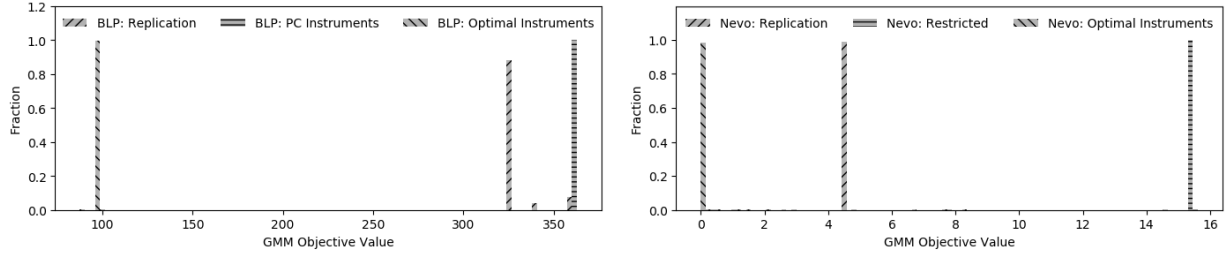 BLP: Replication BLP: PC Instruments BLP: Optimal Instruments
1.2
1.0
0.8
0.6
0.4
0.2
0.0
Fraction
100 150 200 250 300 350
GMM Objective Value
Nevo: Replication Nevo: Restricted Nevo: Optimal Instruments
1.0
0.8
0.6
0.4
0.2
0.0
Fraction
0 2 4 6 8 10 12 14 16
GMM Objective Value